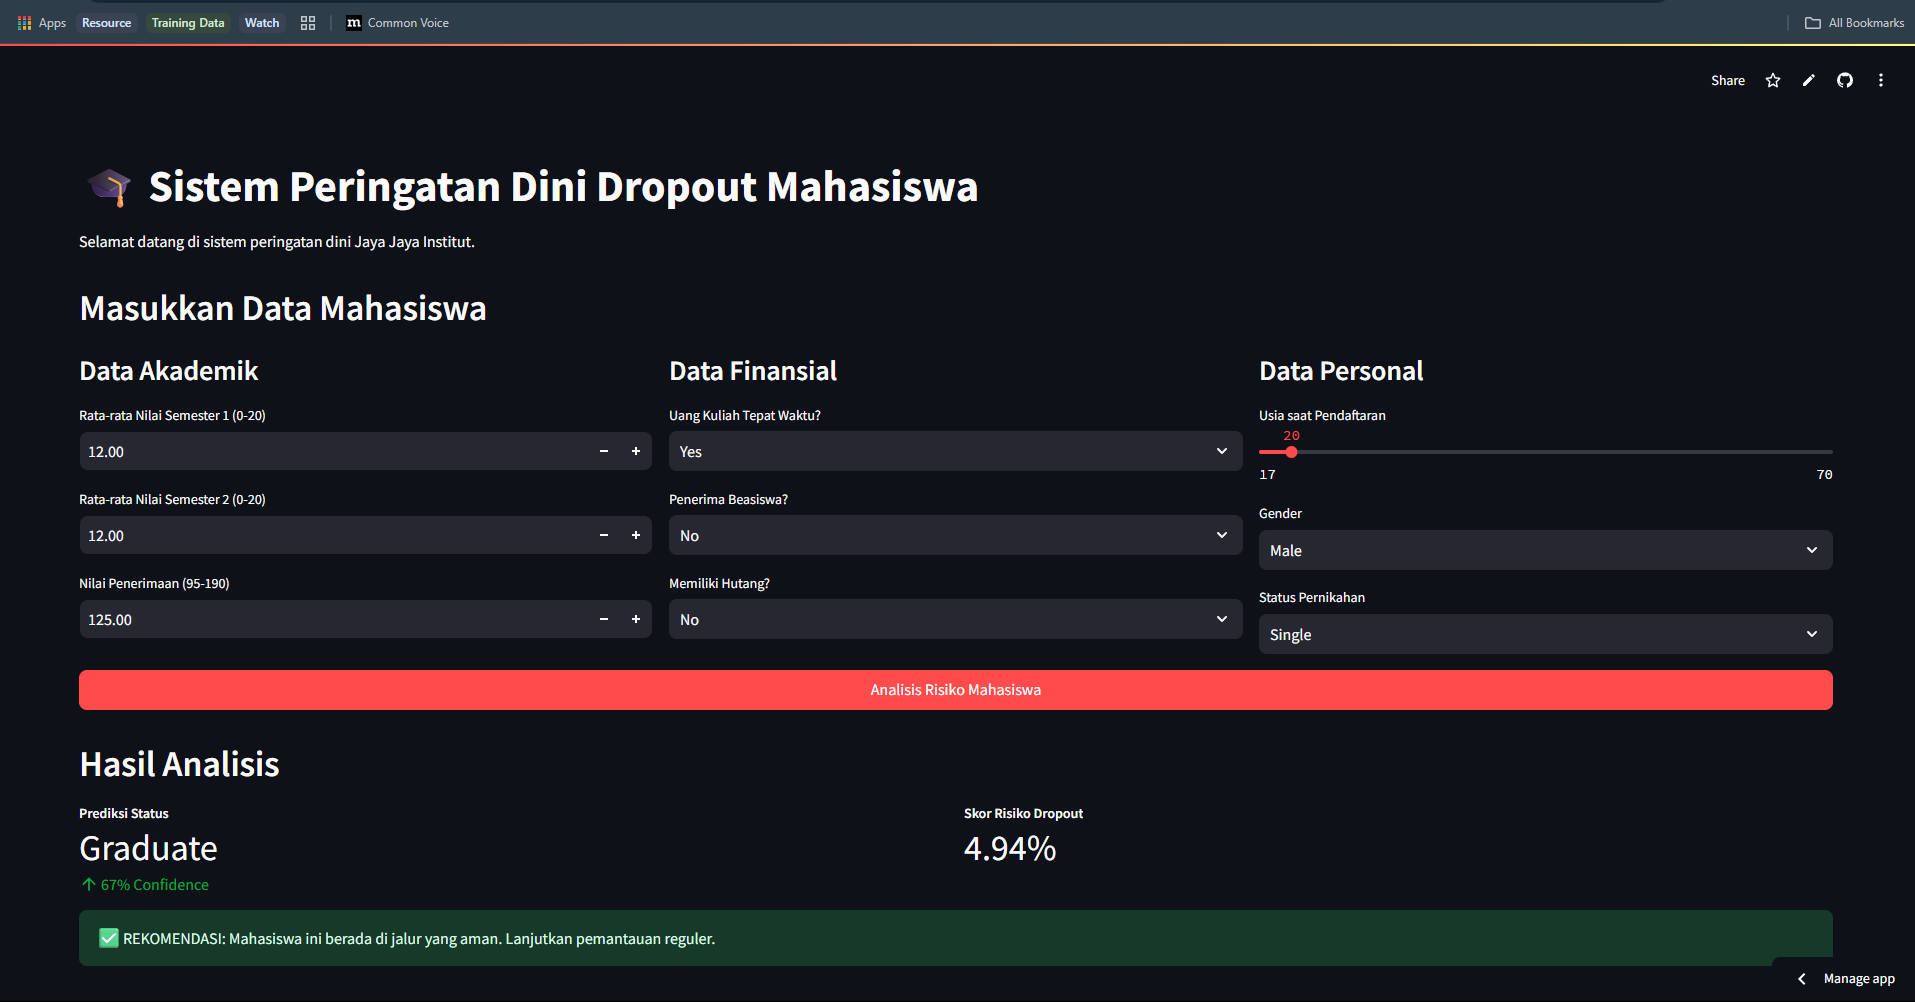 Apps Resource Training Data Watch m Common Voice All Bookmarks
Share
Sistem Peringatan Dini Dropout Mahasiswa
Selamat datang di sistem peringatan dini Jaya Jaya Institut.
Masukkan Data Mahasiswa
Data Akademik
Rata-rata Nilai Semester 1 (0-20)
12.00
Rata-rata Nilai Semester 2 (0-20)
12.00
Nilai Penerimaan (95-190)
125.00
Data Finansial
Uang Kuliah Tepat Waktu?
Yes
Penerima Beasiswa?
No
Memiliki Hutang?
No
Data Personal
Usia saat Pendaftaran
20
17 70
Gender
Male
Status Pernikahan
Single
Analisis Risiko Mahasiswa
Hasil Analisis
Prediksi Status
Graduate
67% Confidence
Skor Risiko Dropout
4.94%
REKOMENDASI: Mahasiswa ini berada di jalur yang aman. Lanjutkan pemantauan reguler.
Manage app